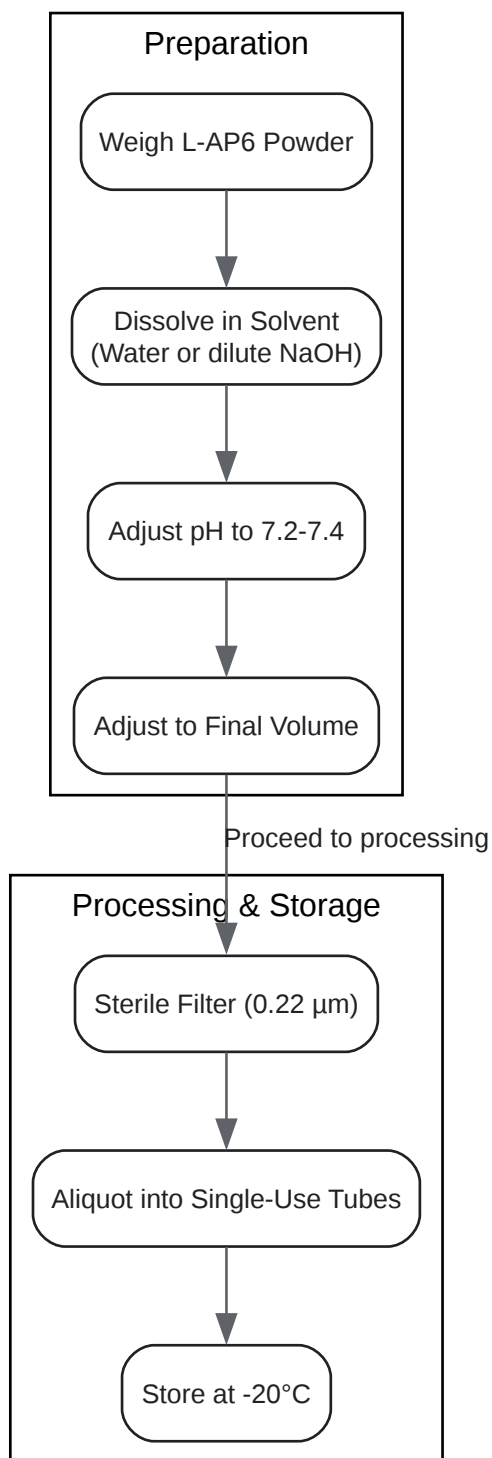 Preparation
Weigh L-AP6 Powder
Dissolve in Solvent
(Water or dilute NaOH)
Adjust pH to 7.2-7.4
Adjust to Final Volume
Proceed to processing
Processing & Storage
Sterile Filter (0.22 µm)
Aliquot into Single-Use Tubes
Store at -20°C